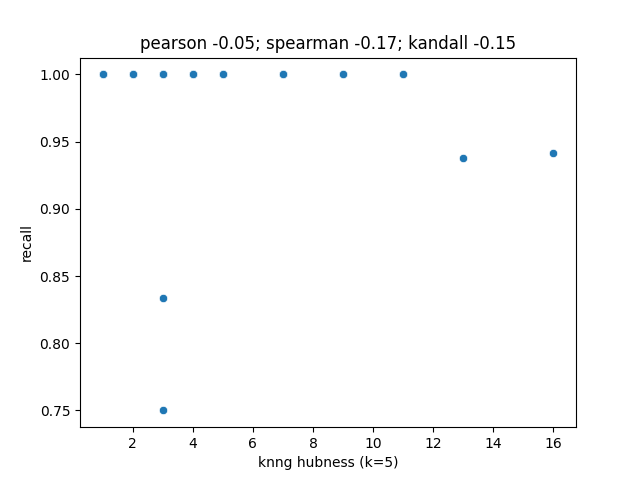 pearson -0.05; spearman -0.17; kandall -0.15
1.00
0.95
0.90
0.85
0.80
0.75
recall
2 4 6 8 10 12 14 16
knng hubness (k=5)